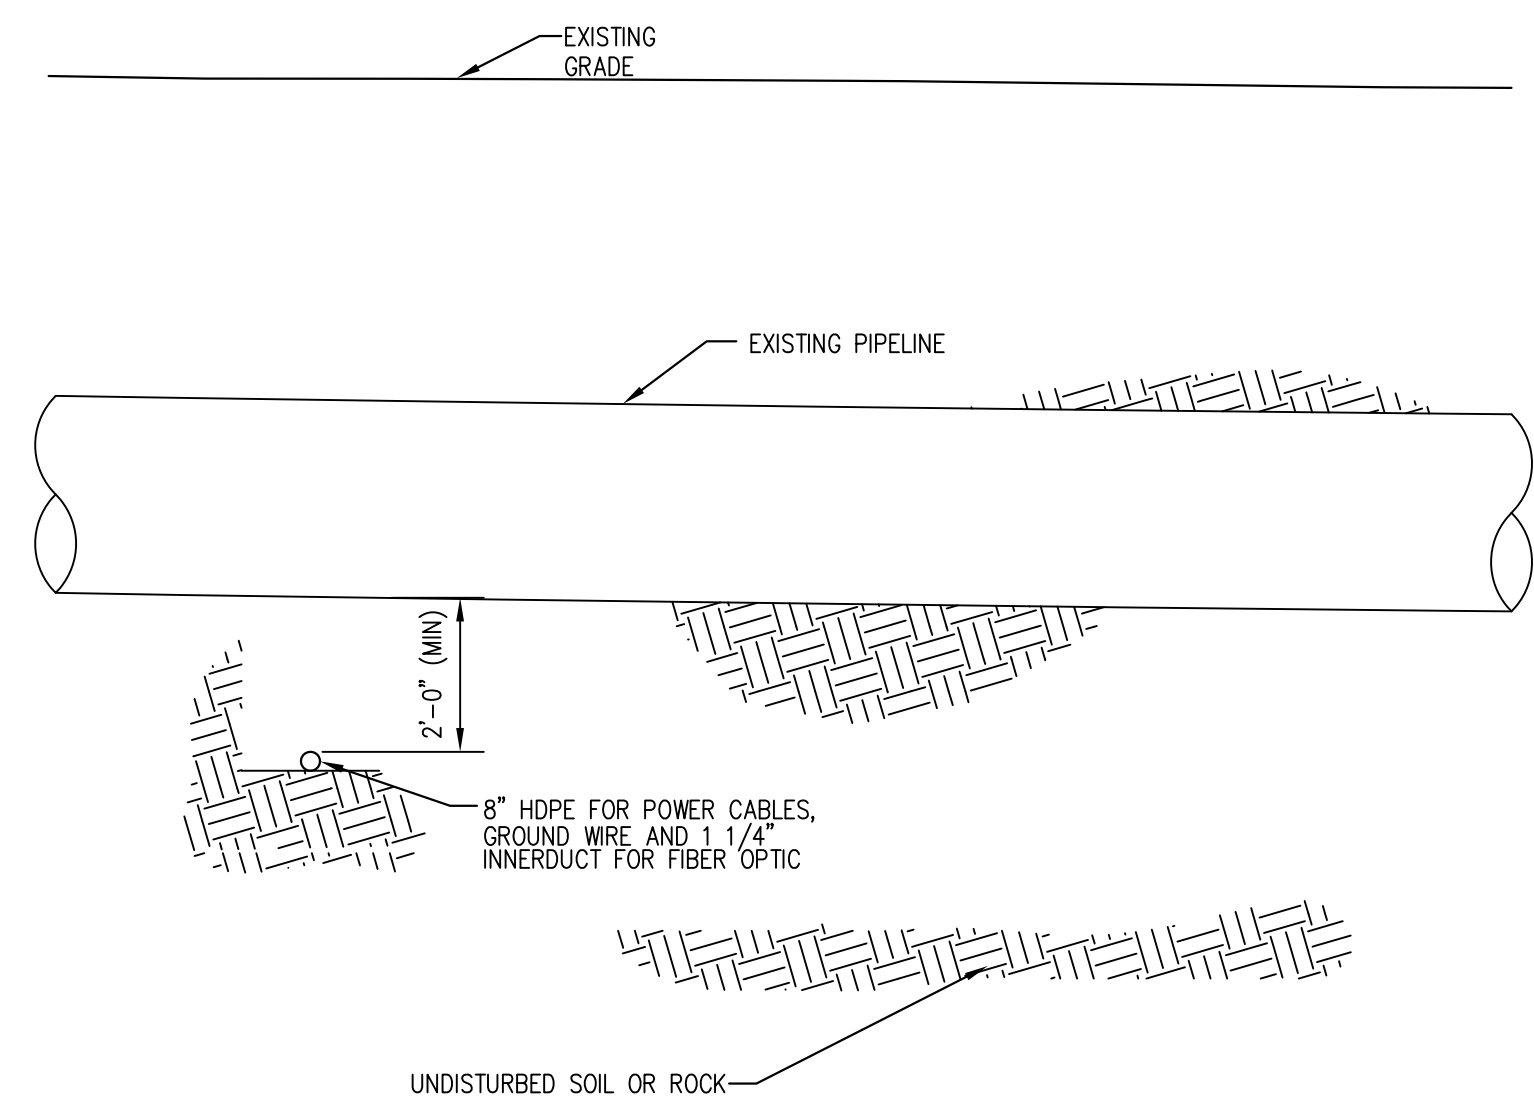 EXISTING
GRADE
EXISTING PIPELINE
2'-0" (MIN)
8" HDPE FOR POWER CABLES,
GROUND WIRE AND 1 1/4"
INNERDUCT FOR FIBER OPTIC
UNDISTURBED SOIL OR ROCK